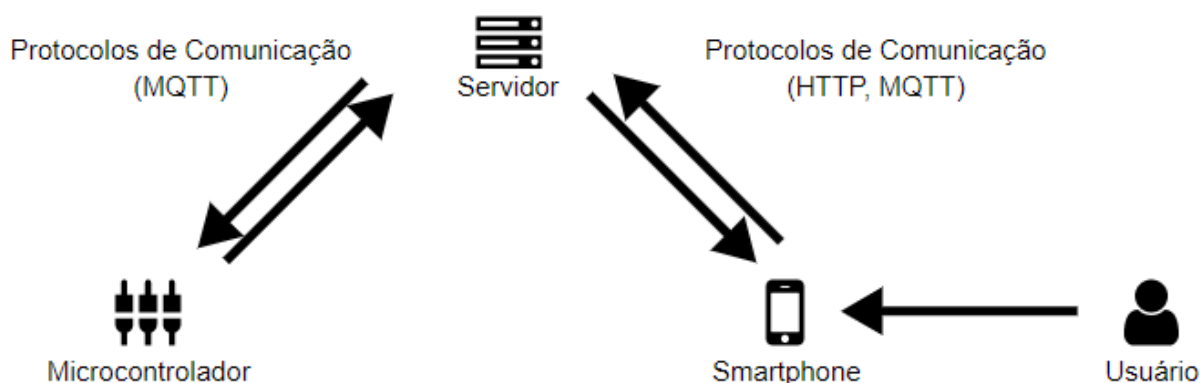 Protocolos de Comunicação
(MQTT)
Servidor
Protocolos de Comunicação
(HTTP, MQTT)
Microcontrolador
Smartphone
Usuário